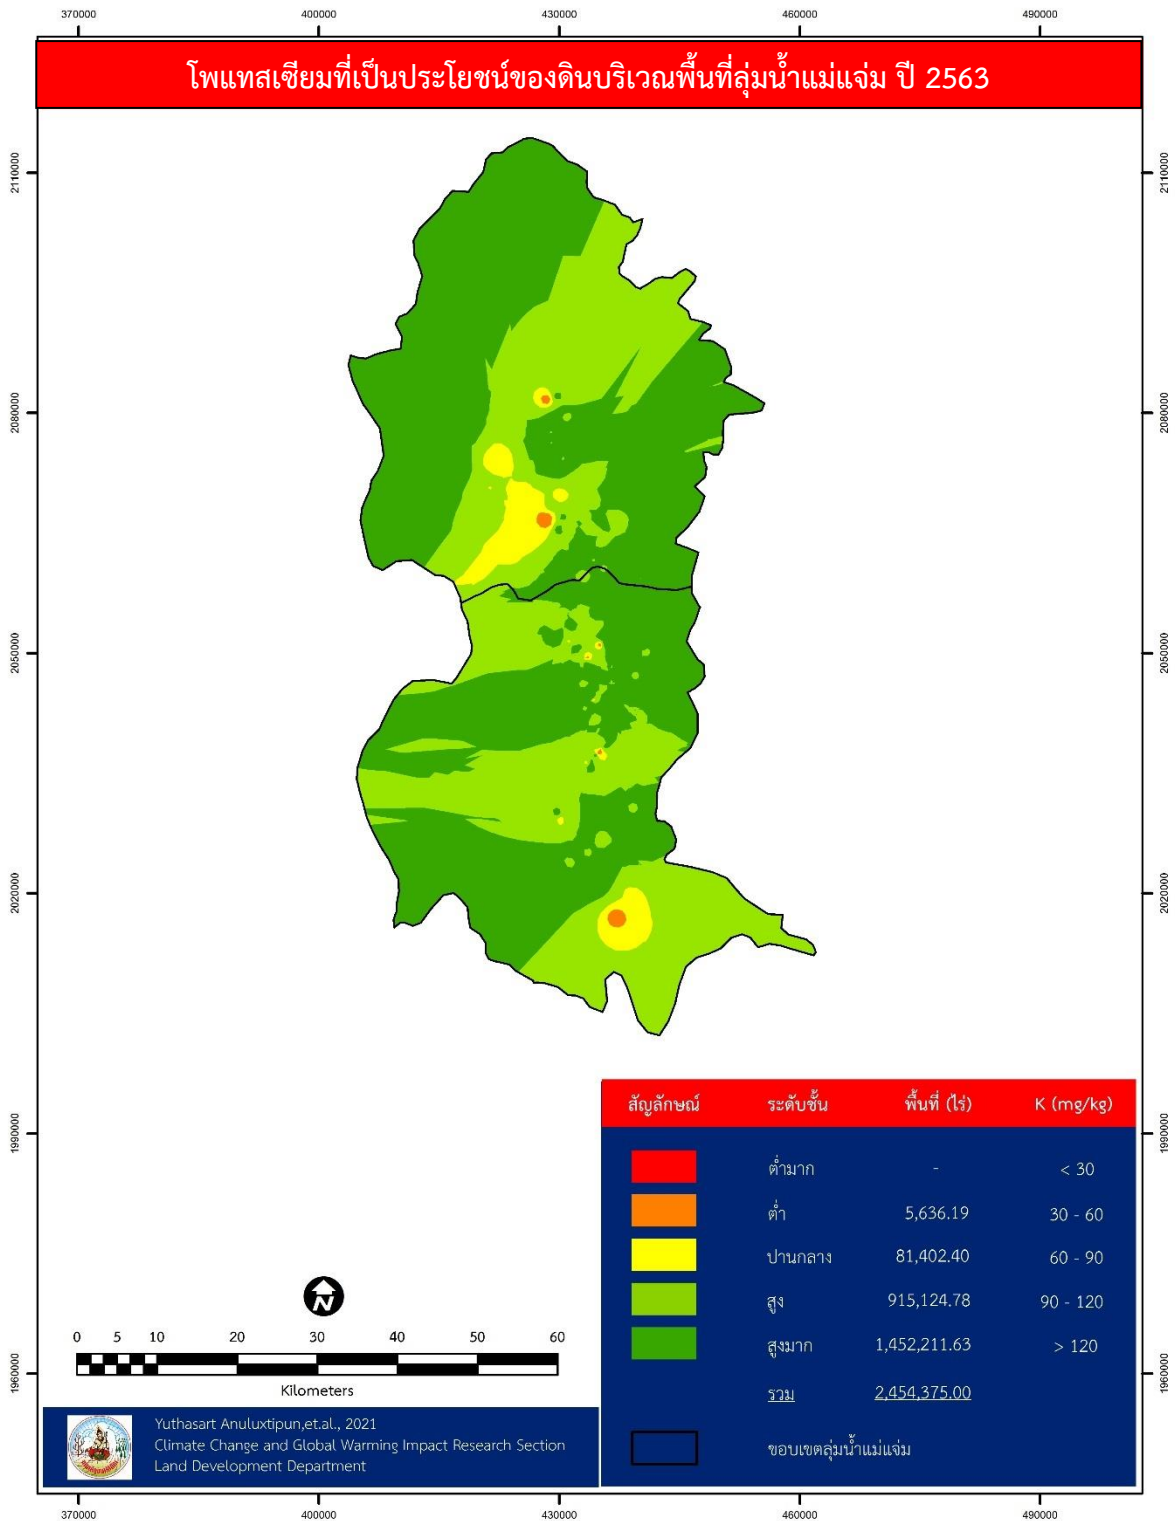 370000 400000 430000 460000 490000
โพแทสเซียมที่เป็นประโยชน์ของดินบริเวณพื้นที่ลุ่มน้ำแม่แจ่ม ปี 2563
2110000 2110000
2080000 2080000
2050000 2050000
2020000 2020000
1990000 1990000
1960000 1960000
สัญลักษณ์ ระดับชั้น พื้นที่ (ไร่) K (mg/kg)
ต่ำมาก - < 30
ต่ำ 5,636.19 30 - 60
ปานกลาง 81,402.40 60 - 90
สูง 915,124.78 90 - 120
สูงมาก 1,452,211.63 > 120
รวม 2,454,375.00
ขอบเขตลุ่มน้ำแม่แจ่ม
N
0 5 10 20 30 40 50 60
Kilometers
Yuthasart Anuluxtipun,et.al., 2021
Climate Change and Global Warming Impact Research Section
Land Development Department
370000 400000 430000 460000 490000